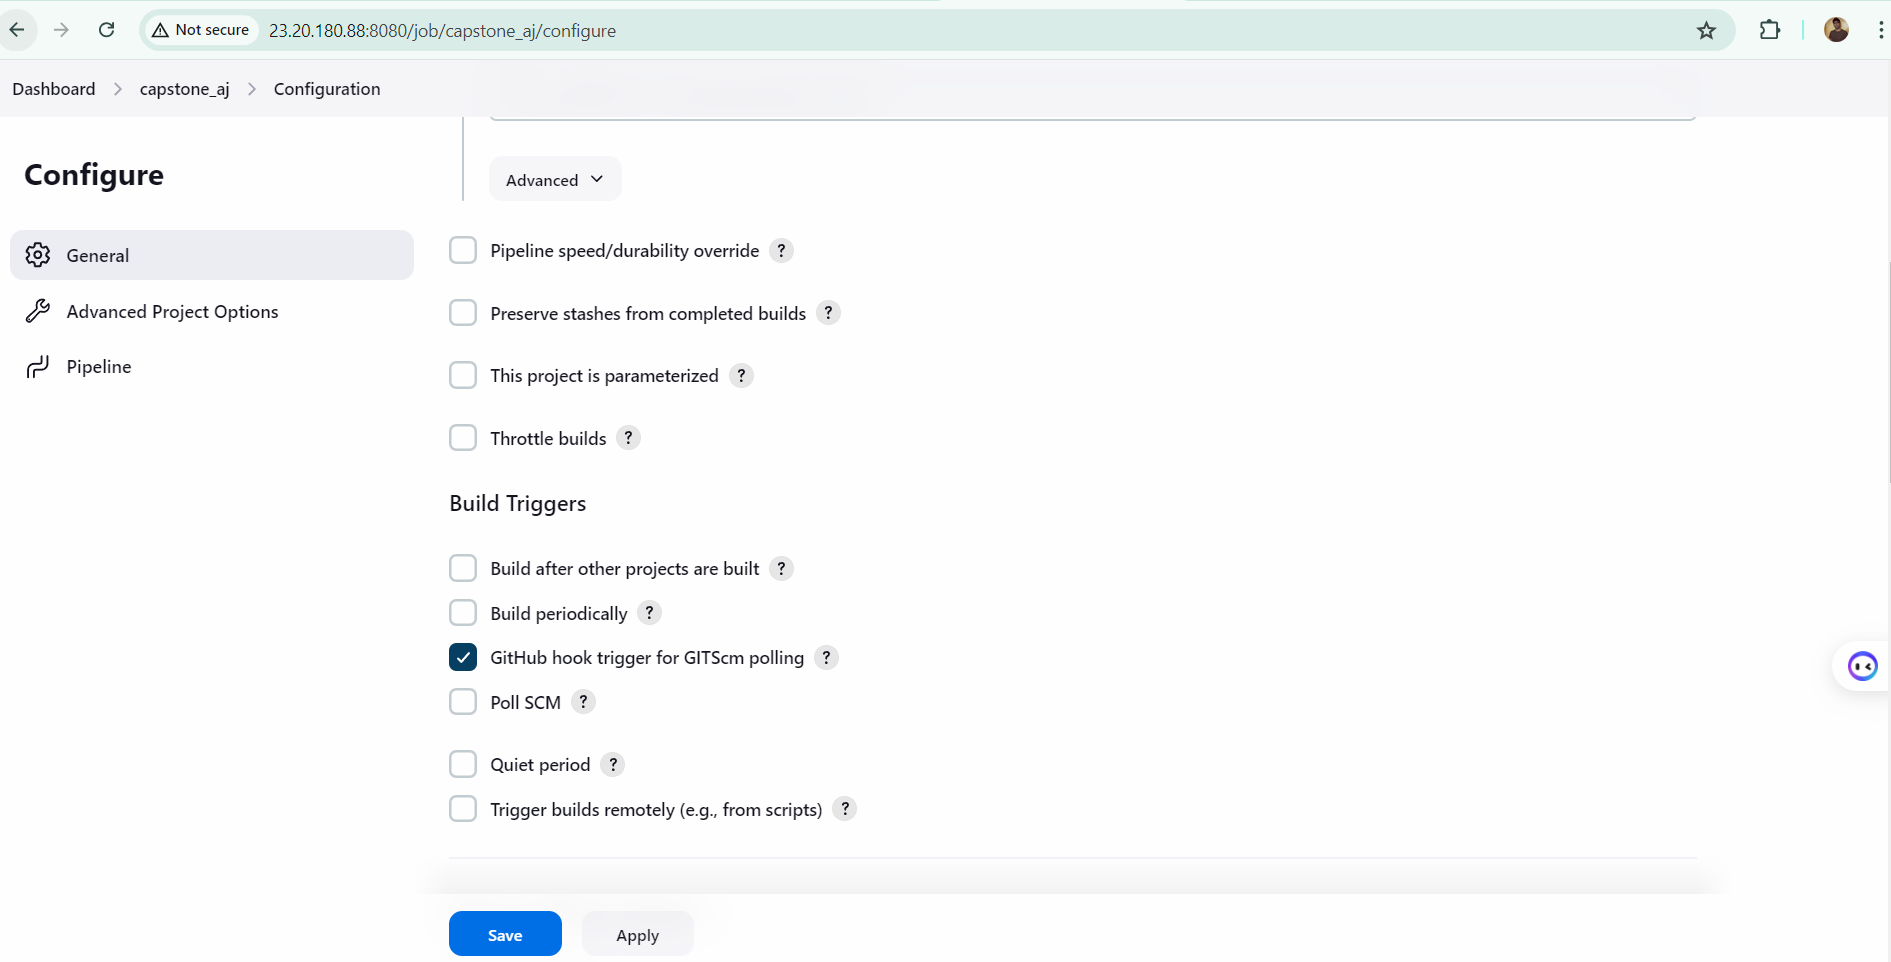 Not secure 23.20.180.88:8080/job/capstone_aj/configure
Dashboard > capstone_aj > Configuration
Configure
General
Advanced Project Options
Pipeline
Advanced
Pipeline speed/durability override ?
Preserve stashes from completed builds ?
This project is parameterized ?
Throttle builds ?
Build Triggers
Build after other projects are built ?
Build periodically ?
GitHub hook trigger for GITScm polling ?
Poll SCM ?
Quiet period ?
Trigger builds remotely (e.g., from scripts) ?
Save Apply